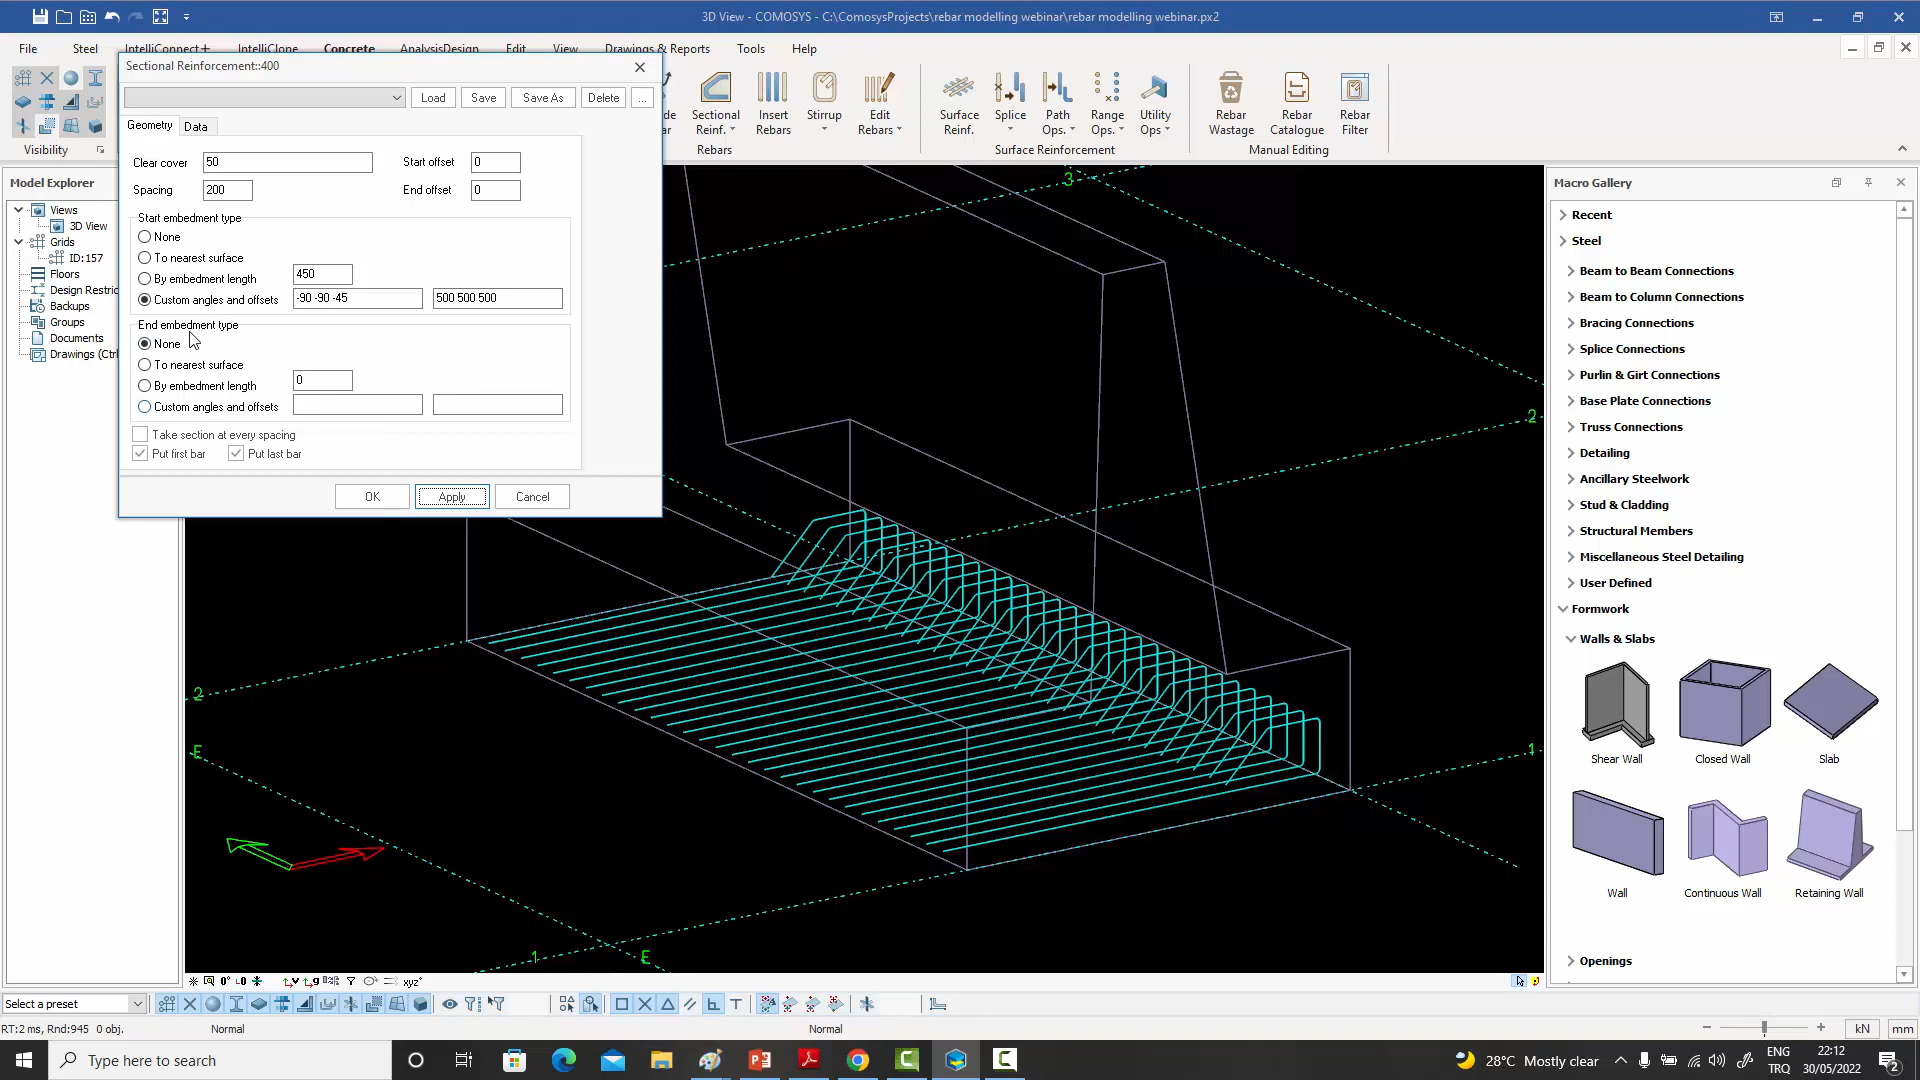 3D View - COMOSYS - C:\ComosysProjects\rebar modelling webinar\rebar modelling webinar.px2
File
Steel
IntelliConnect+
IntelliClone
Concrete
AnalysisDesign
Edit
View
Drawings & Reports
Tools
Help
Visibility
Sectional
Reinf.
Insert
Rebars
Stirrup
Edit
Rebars
Rebars
Surface
Reinf.
Splice
Path
Ops.
Range
Ops.
Utility
Ops
Surface Reinforcement
Rebar
Wastage
Rebar
Catalogue
Rebar
Filter
Manual Editing
Model Explorer
Views
3D View
Grids
ID:157
Floors
Design Restric
Backups
Groups
Documents
Drawings (Ctrl
Sectional Reinforcement::400
Load
Save
Save As
Delete
...
Geometry
Data
Clear cover
50
Start offset
0
Spacing
200
End offset
0
Start embedment type
None
To nearest surface
By embedment length
450
Custom angles and offsets
-90 -90 -45
500 500 500
End embedment type
None
To nearest surface
By embedment length
0
Custom angles and offsets
Take section at every spacing
Put first bar
Put last bar
OK
Apply
Cancel
3
2
1
2
E
1
E
Macro Gallery
Recent
Steel
Beam to Beam Connections
Beam to Column Connections
Bracing Connections
Splice Connections
Purlin & Girt Connections
Base Plate Connections
Truss Connections
Detailing
Ancillary Steelwork
Stud & Cladding
Structural Members
Miscellaneous Steel Detailing
User Defined
Formwork
Walls & Slabs
Shear Wall
Closed Wall
Slab
Wall
Continuous Wall
Retaining Wall
Openings
Select a preset
RT:2 ms, Rnd:945 0 obj.
Normal
Normal
kN
mm
Type here to search
28°C Mostly clear
ENG
TRQ
22:12
30/05/2022
2